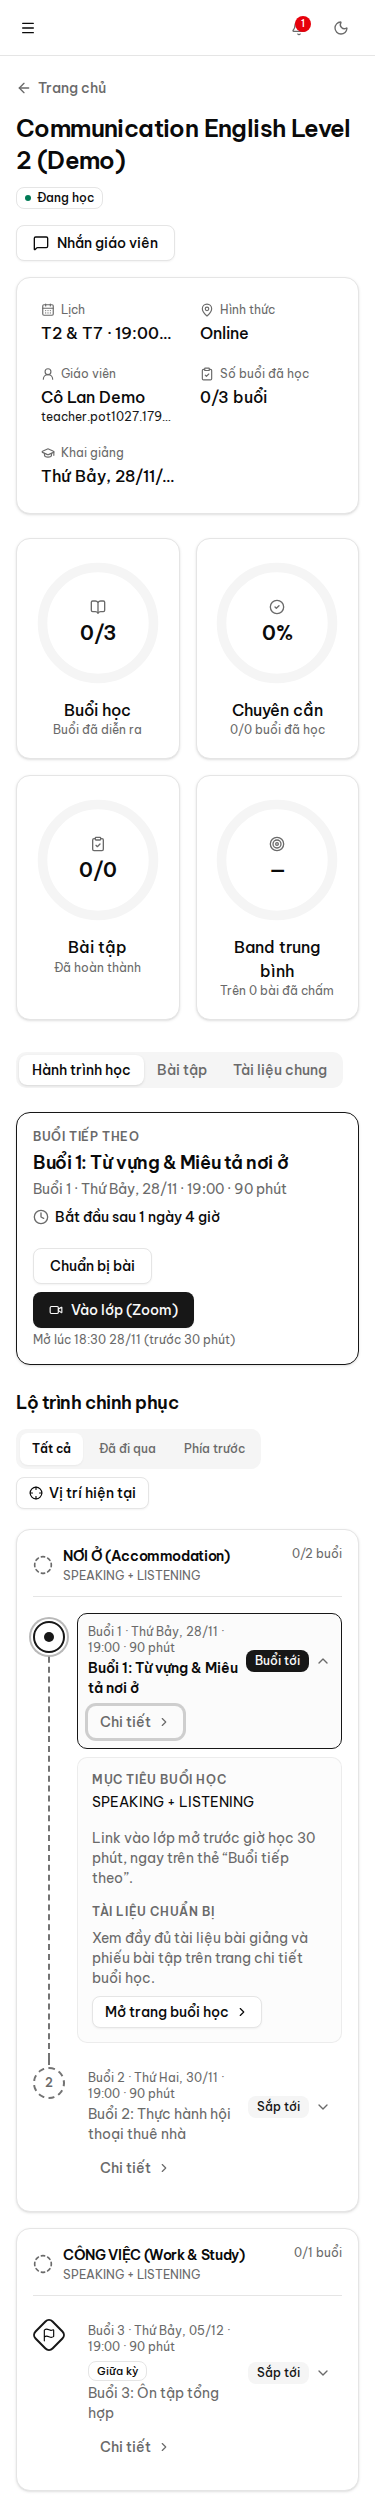 1
Trang chủ
Communication English Level
2 (Demo)
Đang học
Nhắn giáo viên
Lịch
T2 & T7 · 19:00...
Hình thức
Online
Giáo viên
Cô Lan Demo
teacher.pot1027.179...
Số buổi đã học
0/3 buổi
Khai giảng
Thứ Bảy, 28/11/...
0/3
Buổi học
Buổi đã diễn ra
0%
Chuyên cần
0/0 buổi đã học
0/0
Bài tập
Đã hoàn thành
–
Band trung
bình
Trên 0 bài đã chấm
Hành trình học
Bài tập
Tài liệu chung
BUỔI TIẾP THEO
Buổi 1: Từ vựng & Miêu tả nơi ở
Buổi 1 · Thứ Bảy, 28/11 · 19:00 · 90 phút
Bắt đầu sau 1 ngày 4 giờ
Chuẩn bị bài
Vào lớp (Zoom)
Mở lúc 18:30 28/11 (trước 30 phút)
Lộ trình chinh phục
Tất cả
Đã đi qua
Phía trước
Vị trí hiện tại
NƠI Ở (Accommodation)
SPEAKING + LISTENING
0/2 buổi
Buổi 1 · Thứ Bảy, 28/11 ·
19:00 · 90 phút
Buổi 1: Từ vựng & Miêu
tả nơi ở
Buổi tới
Chi tiết
MỤC TIÊU BUỔI HỌC
SPEAKING + LISTENING
Link vào lớp mở trước giờ học 30
phút, ngay trên thẻ “Buổi tiếp
theo”.
TÀI LIỆU CHUẨN BỊ
Xem đầy đủ tài liệu bài giảng và
phiếu bài tập trên trang chi tiết
buổi học.
Mở trang buổi học
2
Buổi 2 · Thứ Hai, 30/11 ·
19:00 · 90 phút
Buổi 2: Thực hành hội
thoại thuê nhà
Sắp tới
Chi tiết
CÔNG VIỆC (Work & Study)
SPEAKING + LISTENING
0/1 buổi
Buổi 3 · Thứ Bảy, 05/12 ·
19:00 · 90 phút
Giữa kỳ
Buổi 3: Ôn tập tổng
hợp
Sắp tới
Chi tiết